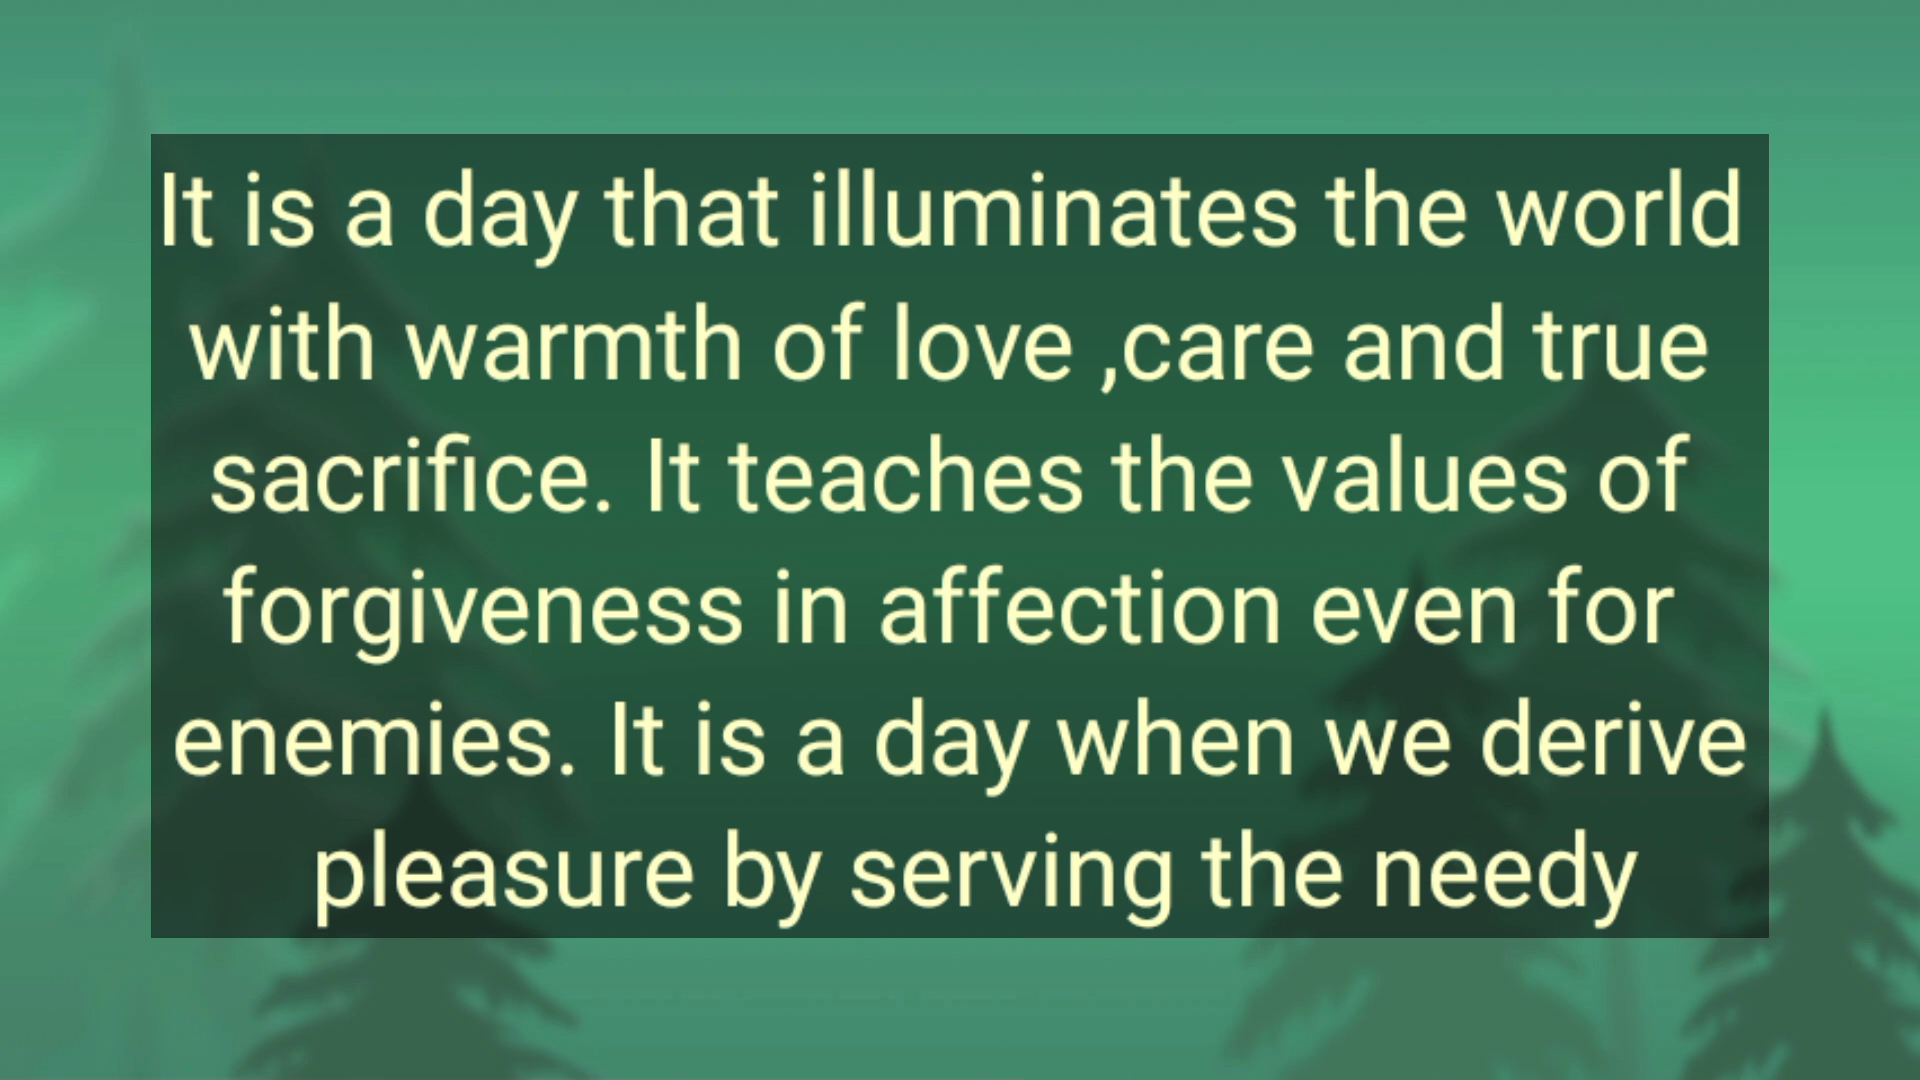 It is a day that illuminates the world
with warmth of love ,care and true
sacrifice. It teaches the values of
forgiveness in affection even for
enemies. It is a day when we derive
pleasure by serving the needy